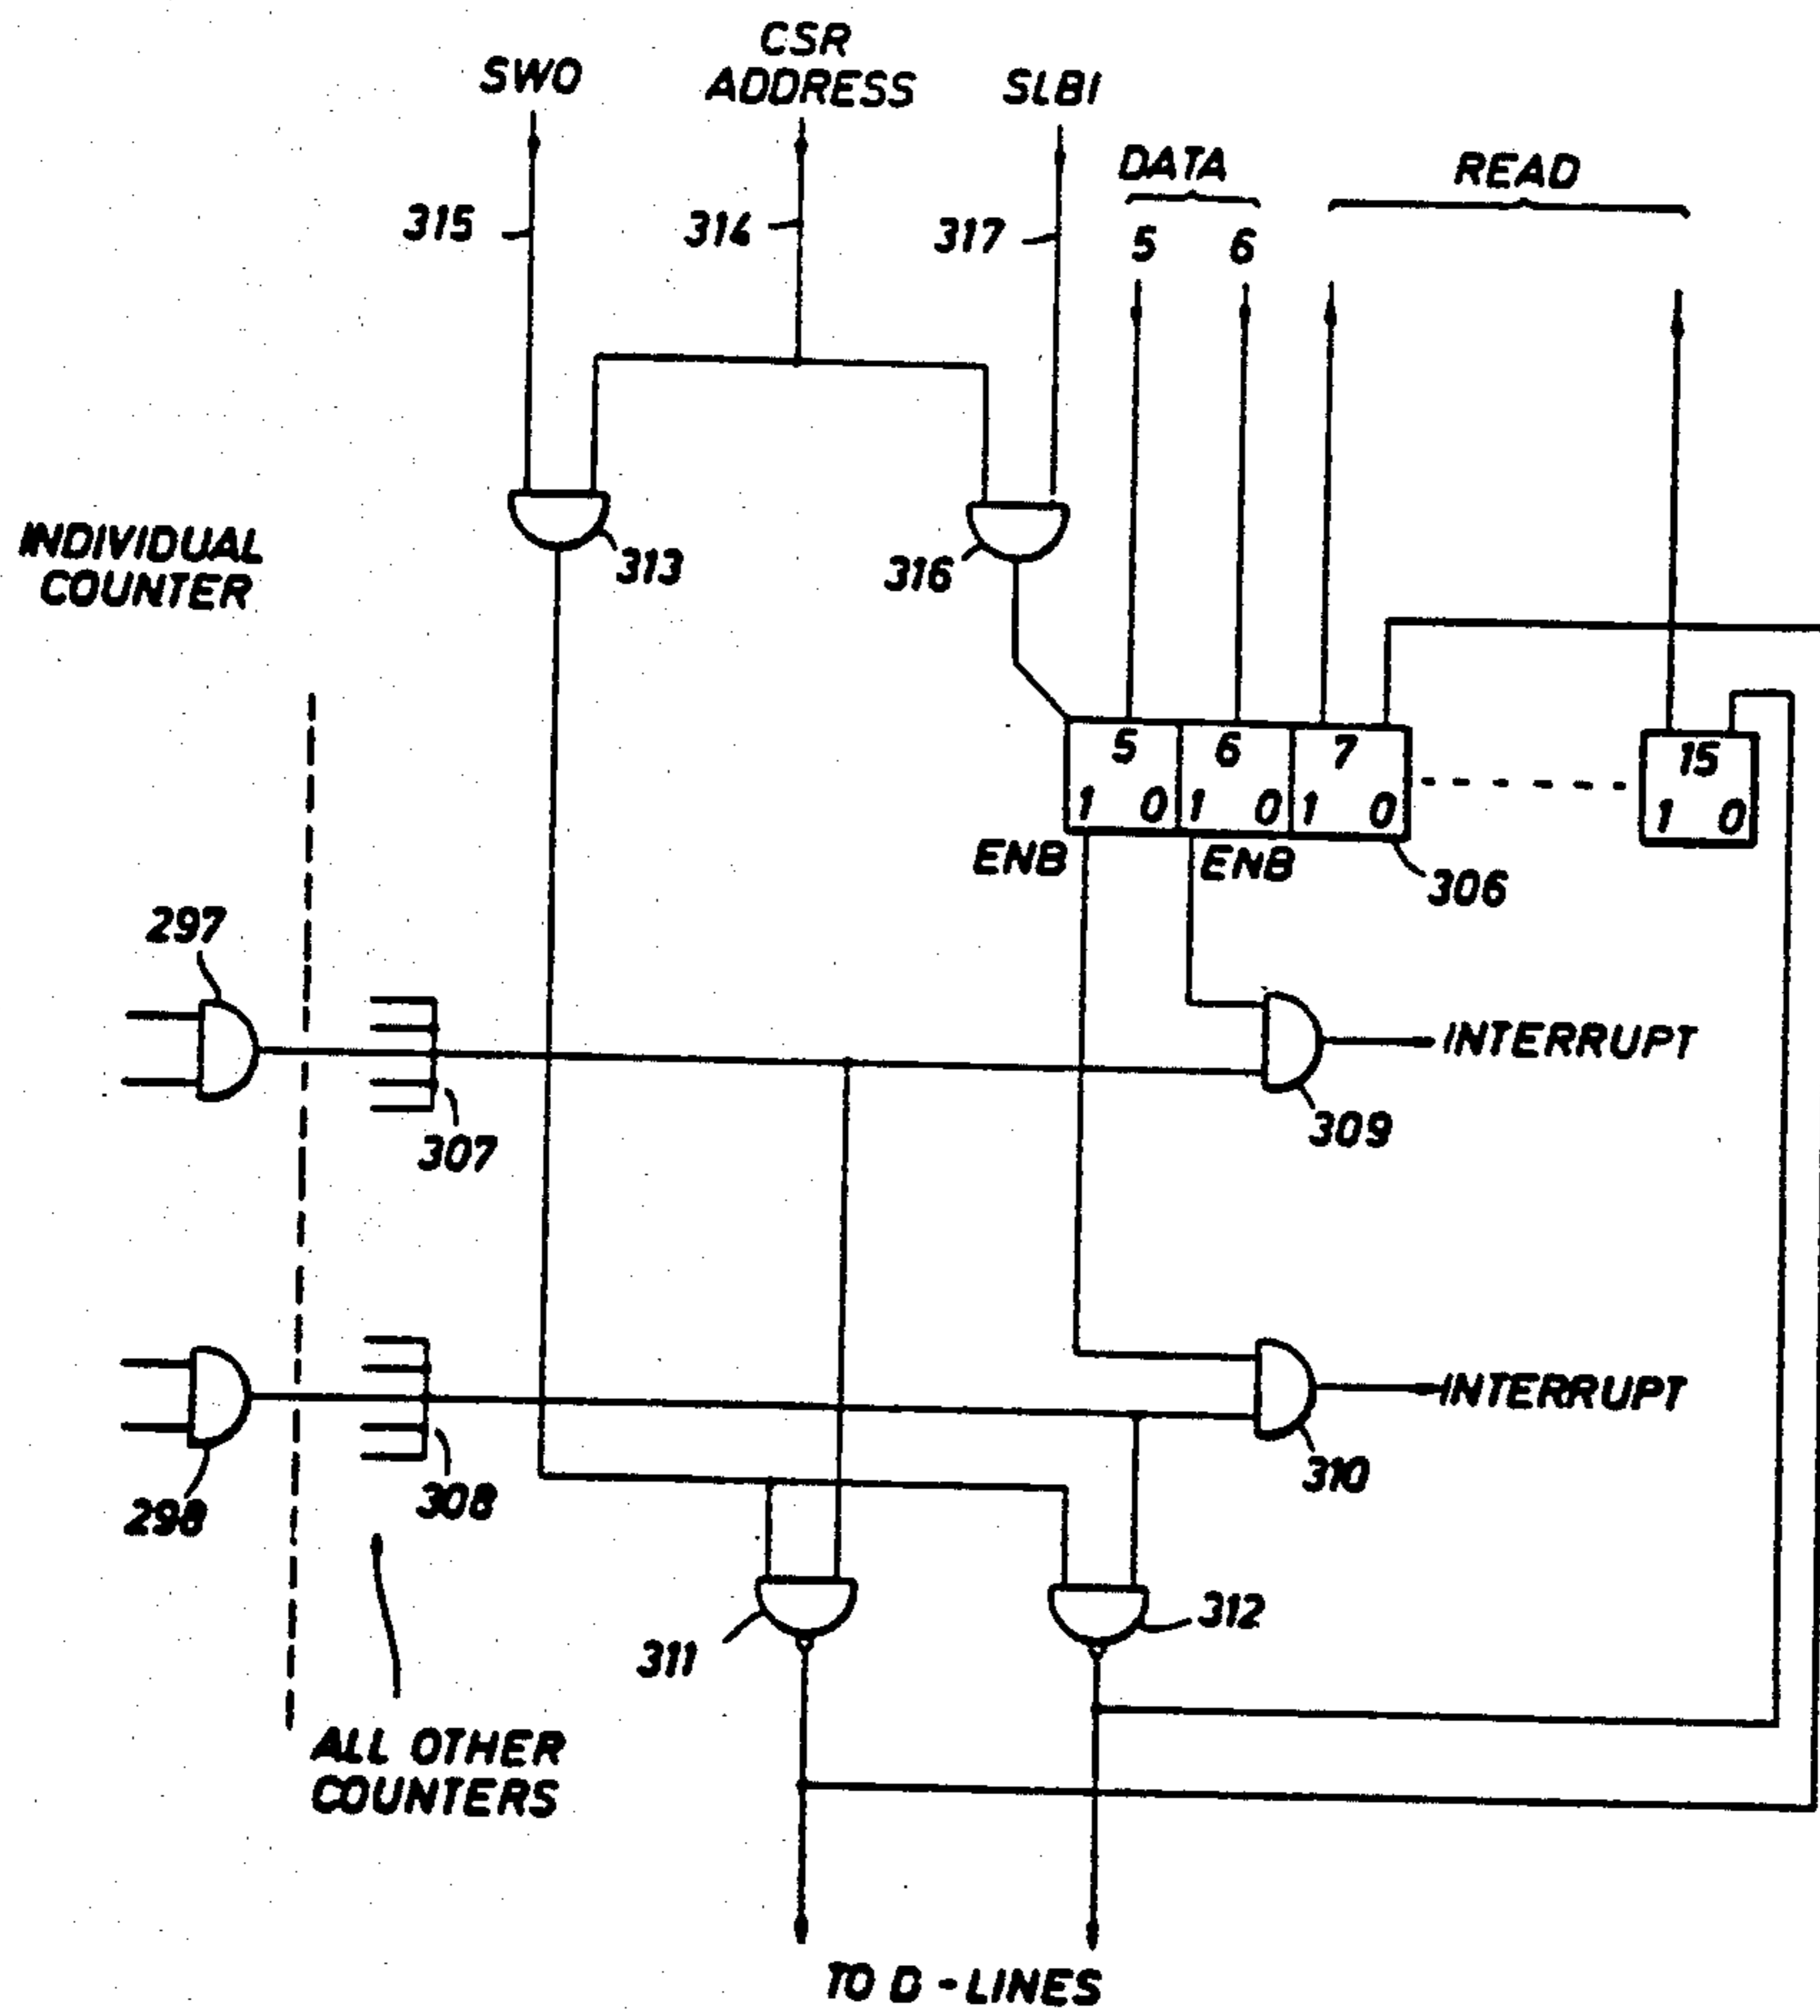 SWO
CSR
ADDRESS
SLBI
DATA
READ
315
314
317
5
6
INDIVIDUAL
COUNTER
313
316
5
6
7
15
1 0
1 0
1 0
1 0
ENB
ENB
306
297
INTERRUPT
309
307
INTERRUPT
310
298
308
312
311
ALL OTHER
COUNTERS
TO D - LINES